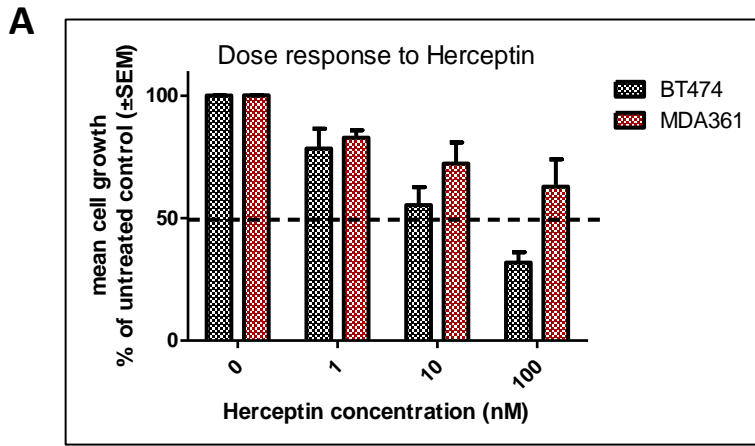 A
Dose response to Herceptin
BT474
MDA361
mean cell growth
% of untreated control (±SEM)
100
50
0
0
1
10
100
Herceptin concentration (nM)